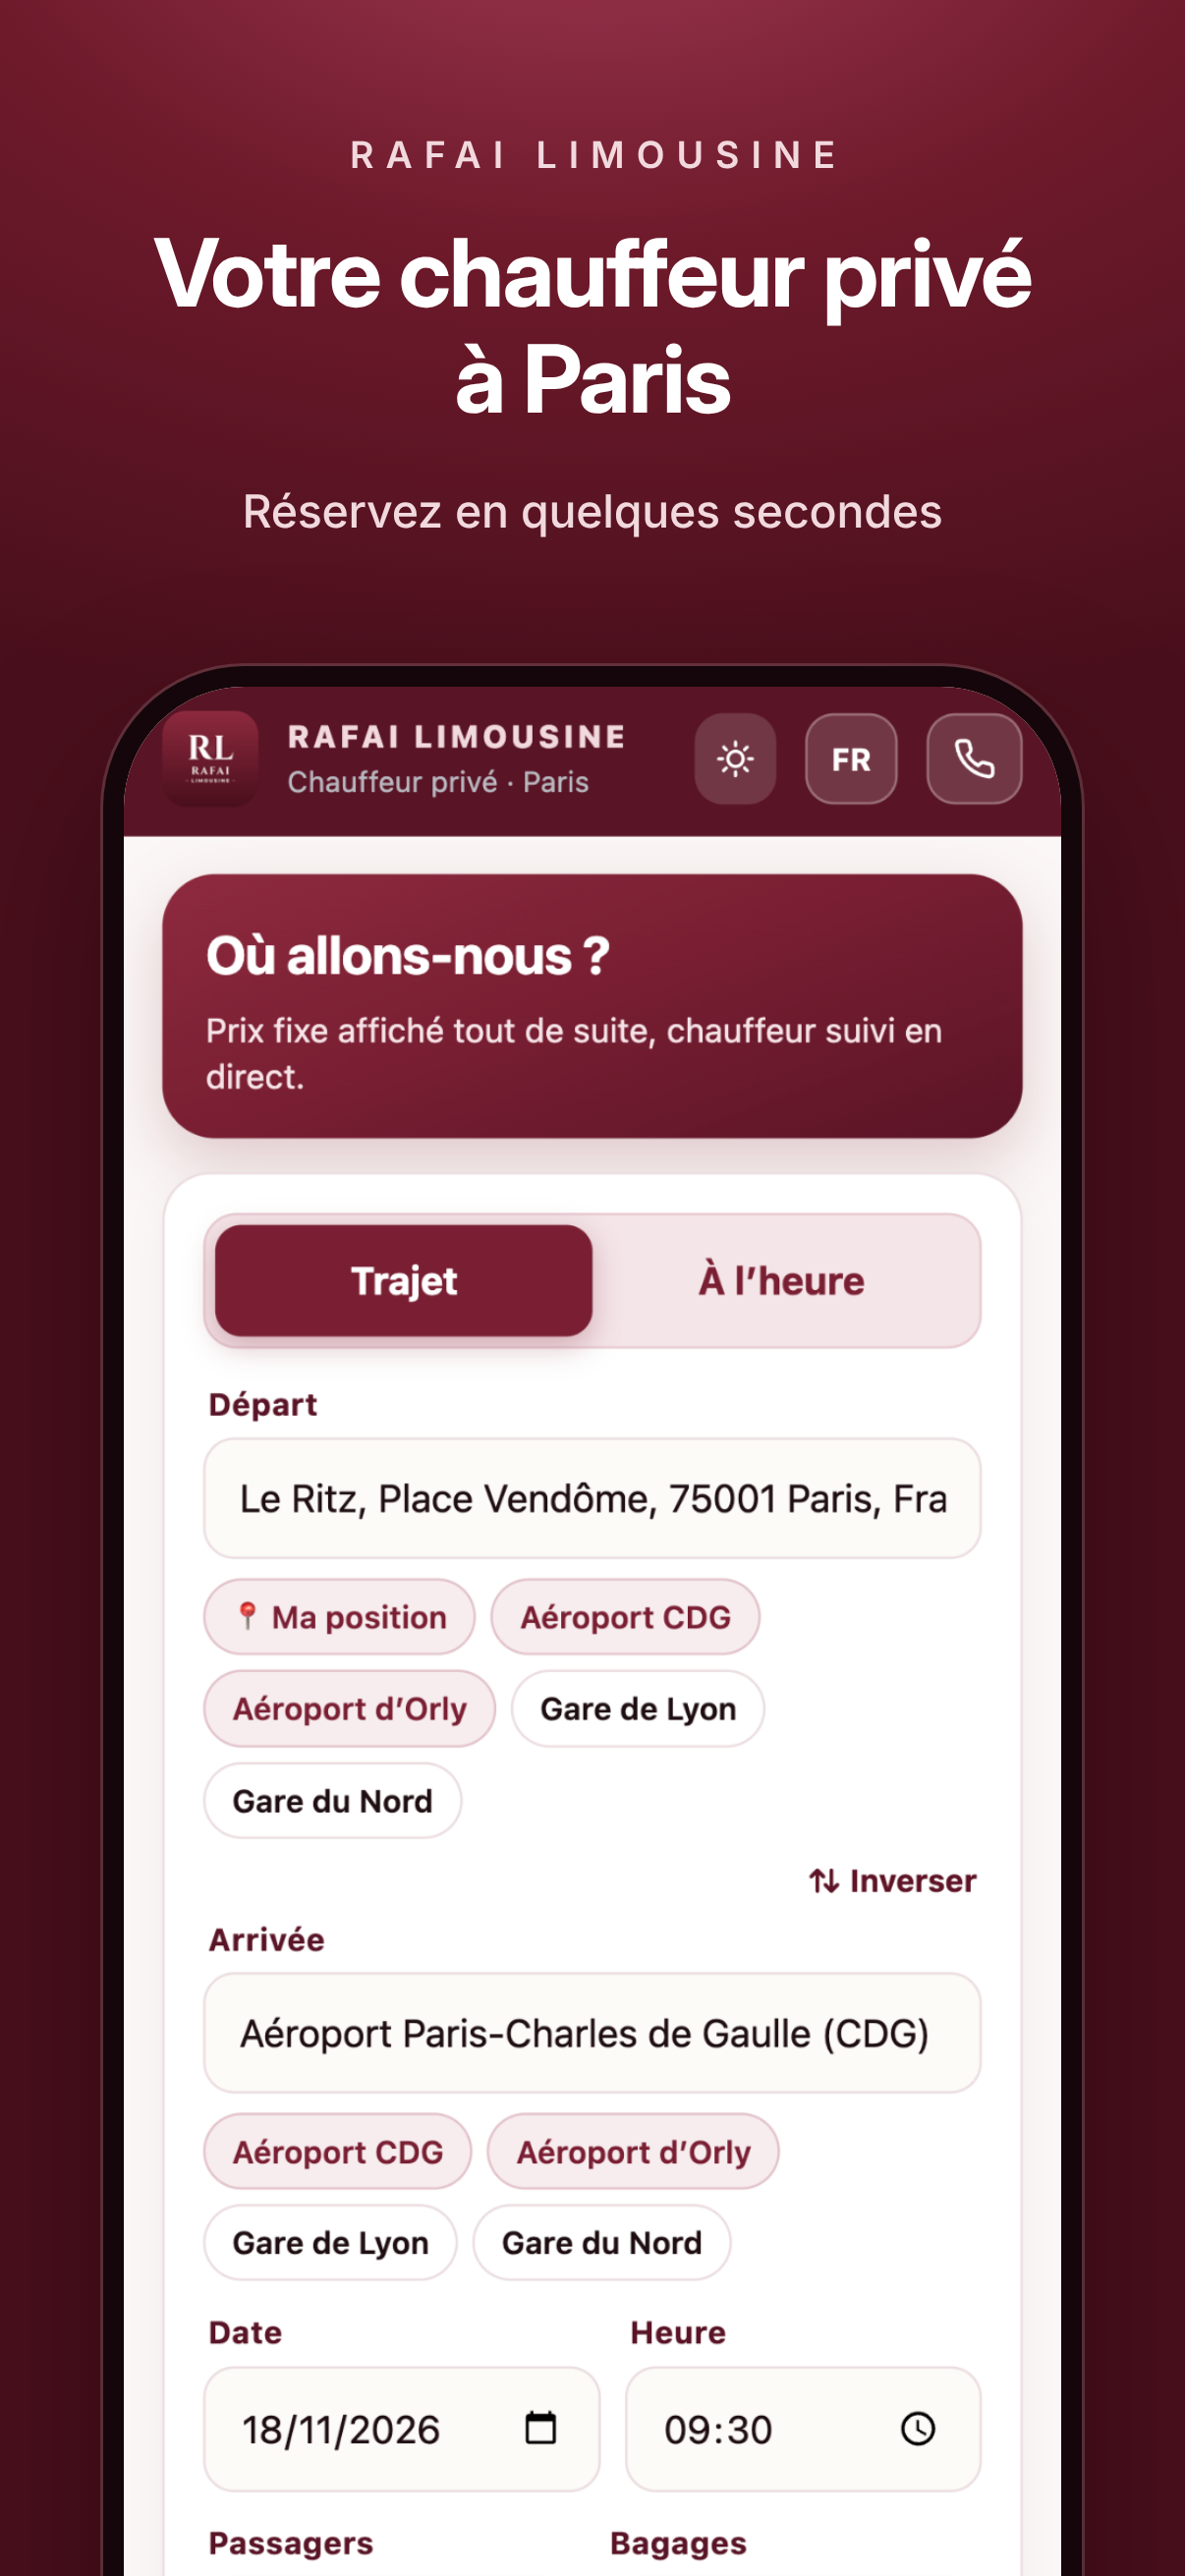 RAFAI LIMOUSINE
Votre chauffeur privé
à Paris
Réservez en quelques secondes
RL
RAFAI
LIMOUSINE
RAFAI LIMOUSINE
Chauffeur privé · Paris
FR
Où allons-nous ?
Prix fixe affiché tout de suite, chauffeur suivi en
direct.
Trajet
À l’heure
Départ
Le Ritz, Place Vendôme, 75001 Paris, Fra
Ma position
Aéroport CDG
Aéroport d’Orly
Gare de Lyon
Gare du Nord
Inverser
Arrivée
Aéroport Paris-Charles de Gaulle (CDG)
Aéroport CDG
Aéroport d’Orly
Gare de Lyon
Gare du Nord
Date
Heure
18/11/2026
09:30
Passagers
Bagages